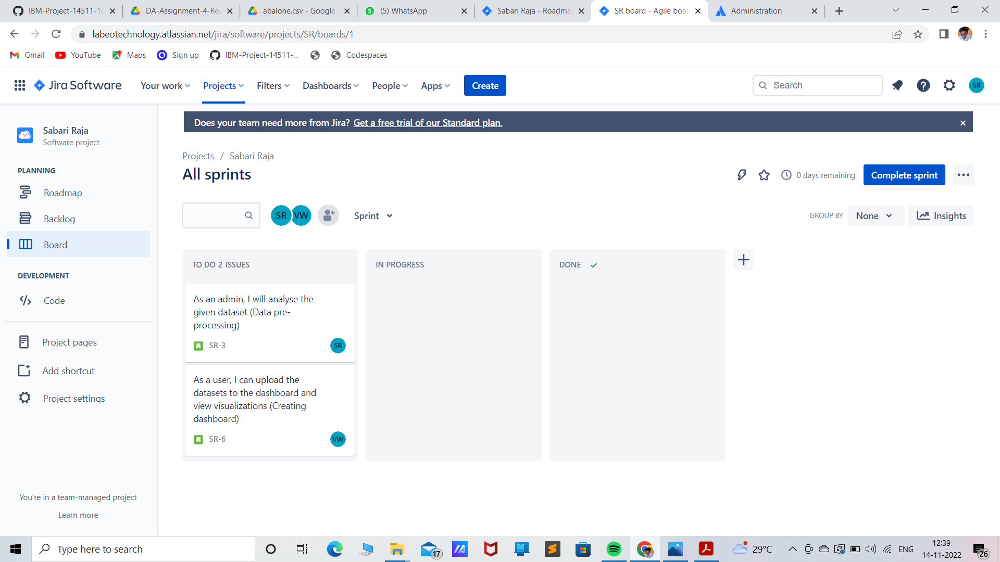 IBM-Project-14511-16
DA-Assignment-4-Reg
abalone.csv - Google
(5) WhatsApp
Sabari Raja - Roadmap
SR board - Agile boar
Administration
labeotechnology.atlassian.net/jira/software/projects/SR/boards/1
Gmail
YouTube
Maps
Sign up
IBM-Project-14511-...
Codespaces
Jira Software
Your work
Projects
Filters
Dashboards
People
Apps
Create
Search
SR
Does your team need more from Jira? Get a free trial of our Standard plan.
Sabari Raja
Software project
PLANNING
Roadmap
Backlog
Board
DEVELOPMENT
Code
Project pages
Add shortcut
Project settings
You're in a team-managed project
Learn more
Projects / Sabari Raja
All sprints
0 days remaining
Complete sprint
SR
VW
Sprint
GROUP BY
None
Insights
TO DO 2 ISSUES
As an admin, I will analyse the
given dataset (Data pre-
processing)
SR-3
SR
As a user, I can upload the
datasets to the dashboard and
view visualizations (Creating
dashboard)
SR-6
VW
IN PROGRESS
DONE
Type here to search
17
29°C
ENG
12:39
14-11-2022
26